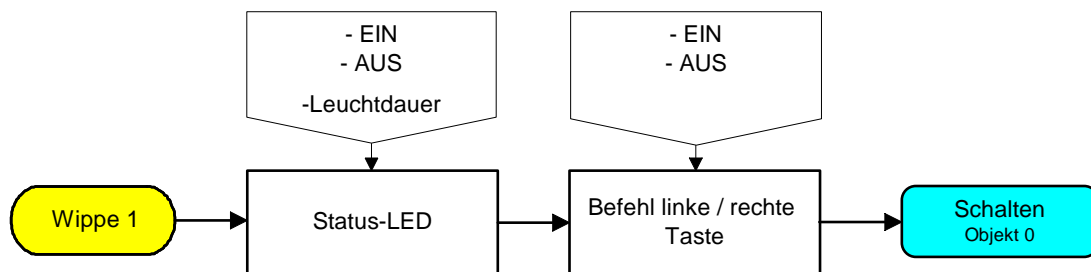 - EIN
- AUS
-Leuchtdauer
- EIN
- AUS
Wippe 1
Status-LED
Befehl linke / rechte
Taste
Schalten
Objekt 0